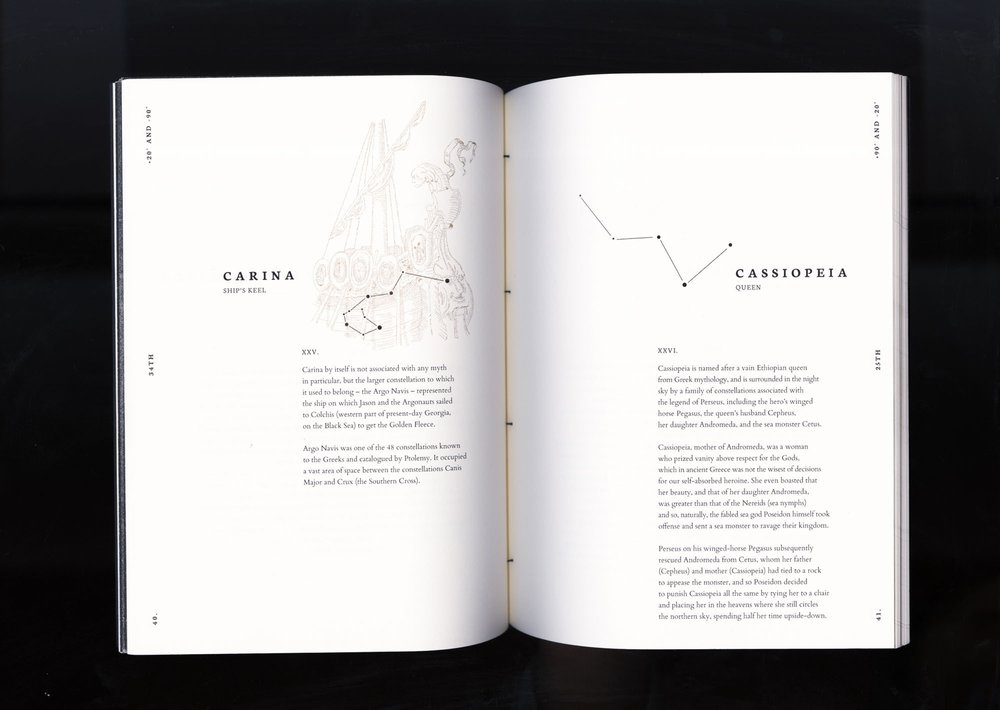 +20° AND -90°
CARINA
SHIP'S KEEL
34TH
XXV.
Carina by itself is not associated with any myth
in particular, but the larger constellation to which
it used to belong – the Argo Navis – represented
the ship on which Jason and the Argonauts sailed
to Colchis (western part of present-day Georgia,
on the Black Sea) to get the Golden Fleece.
Argo Navis was one of the 48 constellations known
to the Greeks and catalogued by Ptolemy. It occupied
a vast area of space between the constellations Canis
Major and Crux (the Southern Cross).
40.
+90° AND -20°
CASSIOPEIA
QUEEN
25TH
XXVI.
Cassiopeia is named after a vain Ethiopian queen
from Greek mythology, and is surrounded in the night
sky by a family of constellations associated with
the legend of Perseus, including the hero's winged
horse Pegasus, the queen's husband Cepheus,
her daughter Andromeda, and the sea monster Cetus.
Cassiopeia, mother of Andromeda, was a woman
who prized vanity above respect for the Gods,
which in ancient Greece was not the wisest of decisions
for our self-absorbed heroine. She even boasted that
her beauty, and that of her daughter Andromeda,
was greater than that of the Nereids (sea nymphs)
and so, naturally, the fabled sea god Poseidon himself took
offense and sent a sea monster to ravage their kingdom.
Perseus on his winged-horse Pegasus subsequently
rescued Andromeda from Cetus, whom her father
(Cepheus) and mother (Cassiopeia) had tied to a rock
to appease the monster, and so Poseidon decided
to punish Cassiopeia all the same by tying her to a chair
and placing her in the heavens where she still circles
the northern sky, spending half her time upside-down.
41.